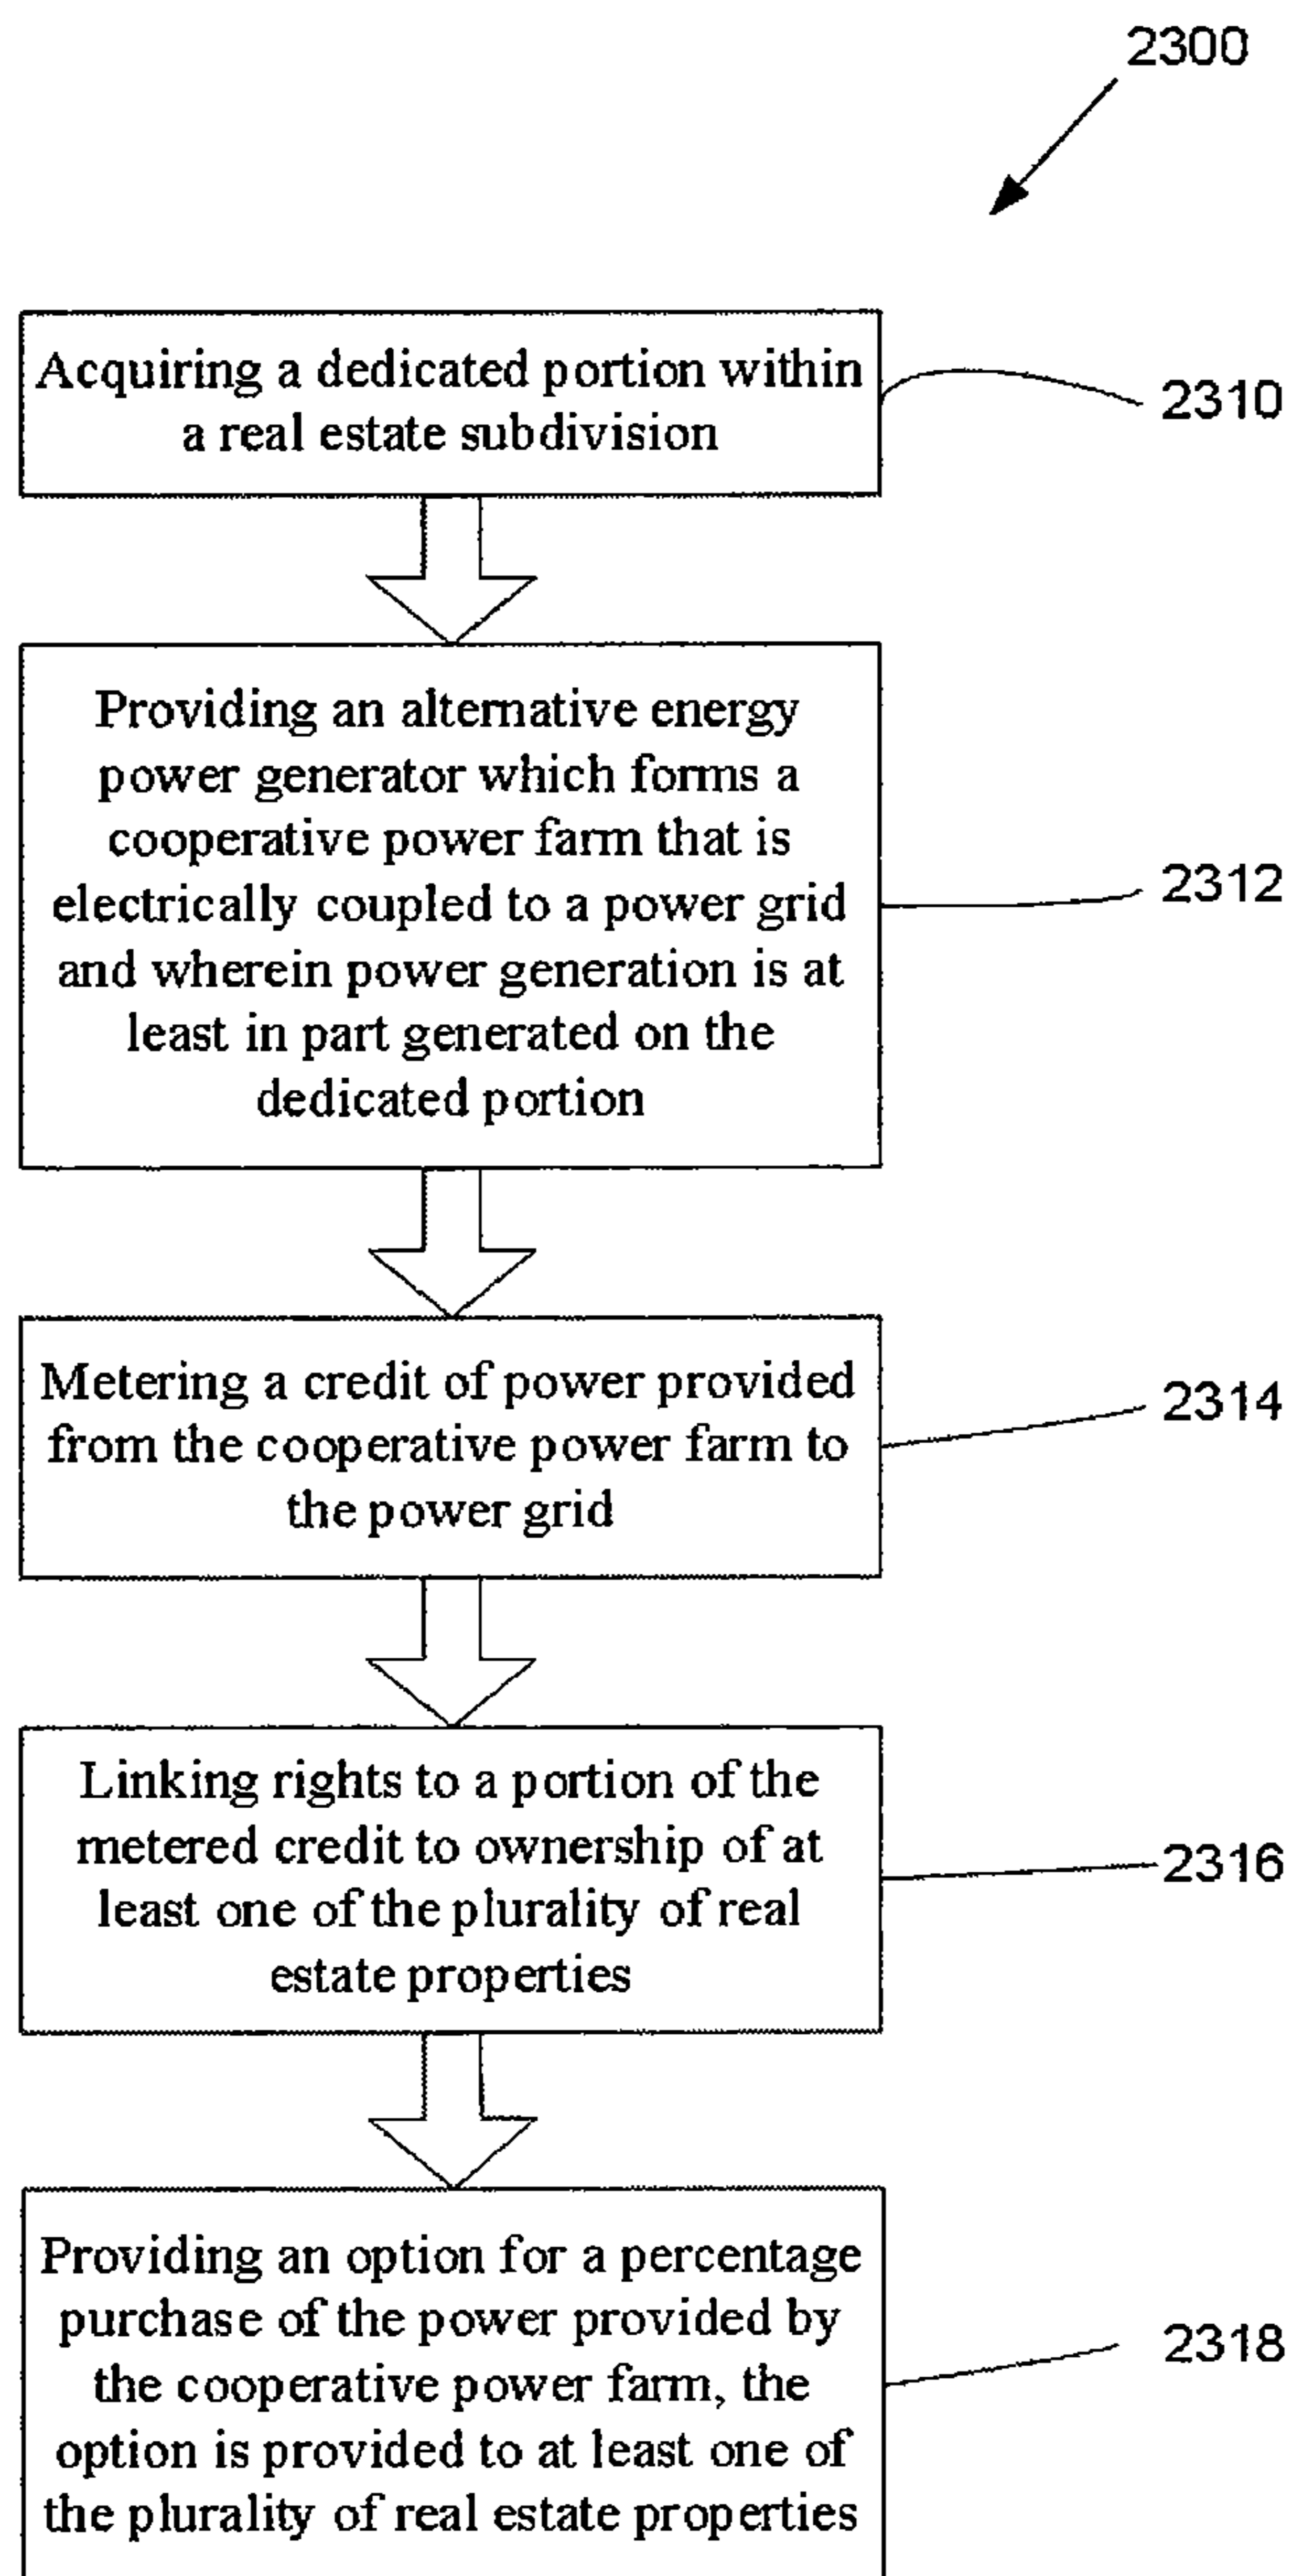 2300
Acquiring a dedicated portion within
a real estate subdivision
2310
Providing an alternative energy
power generator which forms a
cooperative power farm that is
electrically coupled to a power grid
and wherein power generation is at
least in part generated on the
dedicated portion
2312
Metering a credit of power provided
from the cooperative power farm to
the power grid
2314
Linking rights to a portion of the
metered credit to ownership of at
least one of the plurality of real
estate properties
2316
Providing an option for a percentage
purchase of the power provided by
the cooperative power farm, the
option is provided to at least one of
the plurality of real estate properties
2318